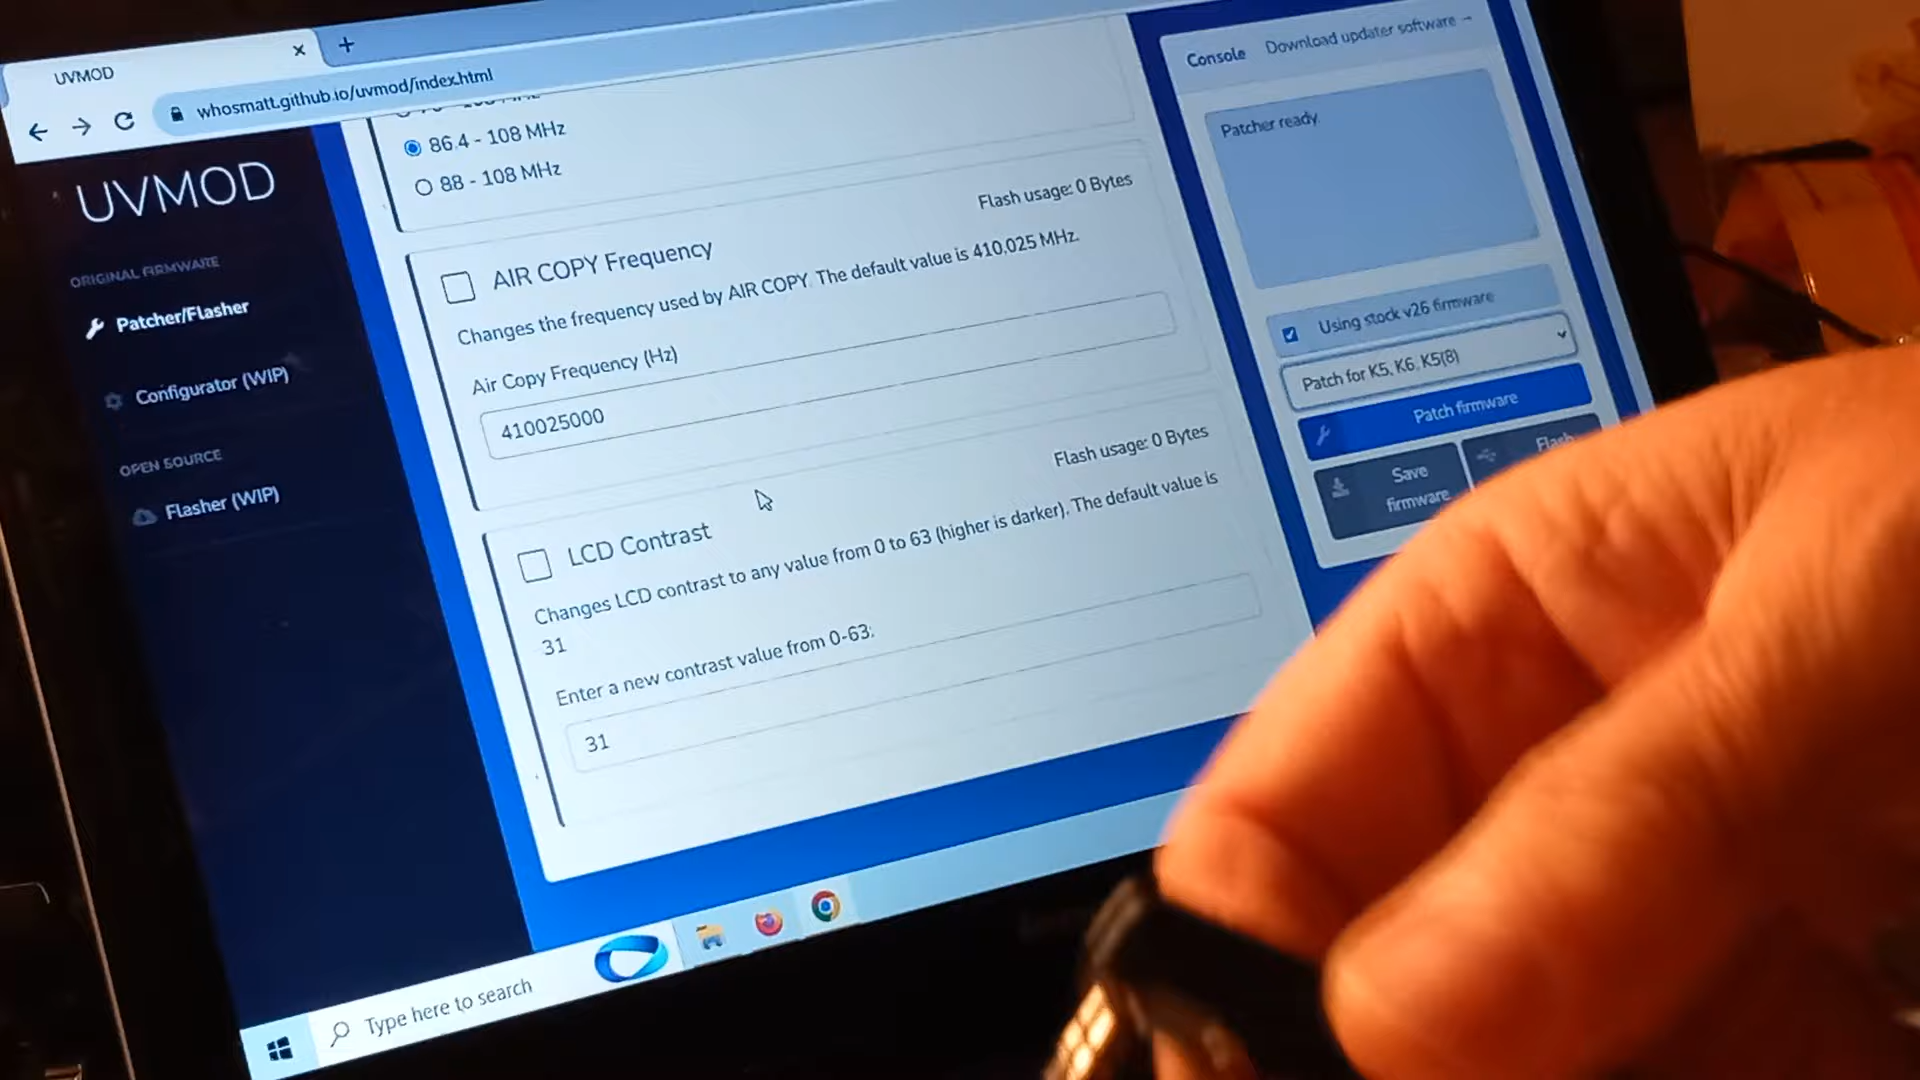 UVMOD
whosmatt.github.io/uvmod/index.html
UVMOD
ORIGINAL FIRMWARE
Patcher/Flasher
Configurator (WIP)
OPEN SOURCE
Flasher (WIP)
86.4 - 108 MHz
88 - 108 MHz
Flash usage: 0 Bytes
AIR COPY Frequency
Changes the frequency used by AIR COPY. The default value is 410,025 MHz.
Air Copy Frequency (Hz)
410025000
Flash usage: 0 Bytes
LCD Contrast
Changes LCD contrast to any value from 0 to 63 (higher is darker). The default value is
31
Enter a new contrast value from 0-63:
31
Console
Download updater software →
Patcher ready.
Using stock v26 firmware
Patch for K5, K6, K5(8)
Patch firmware
Save
firmware
Flash
Type here to search